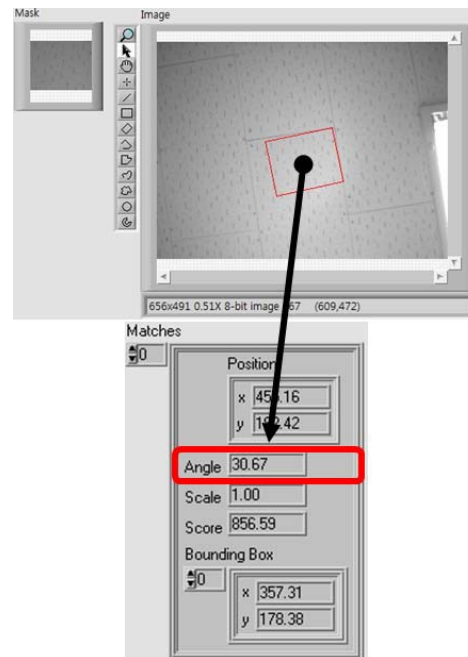 Mask
Image
656x491 0.51X 8-bit image (609,472)
Matches
0
Position
x
y
Angle 30.67
Scale 1.00
Score 856.59
Bounding Box
0
x 357.31
y 178.38